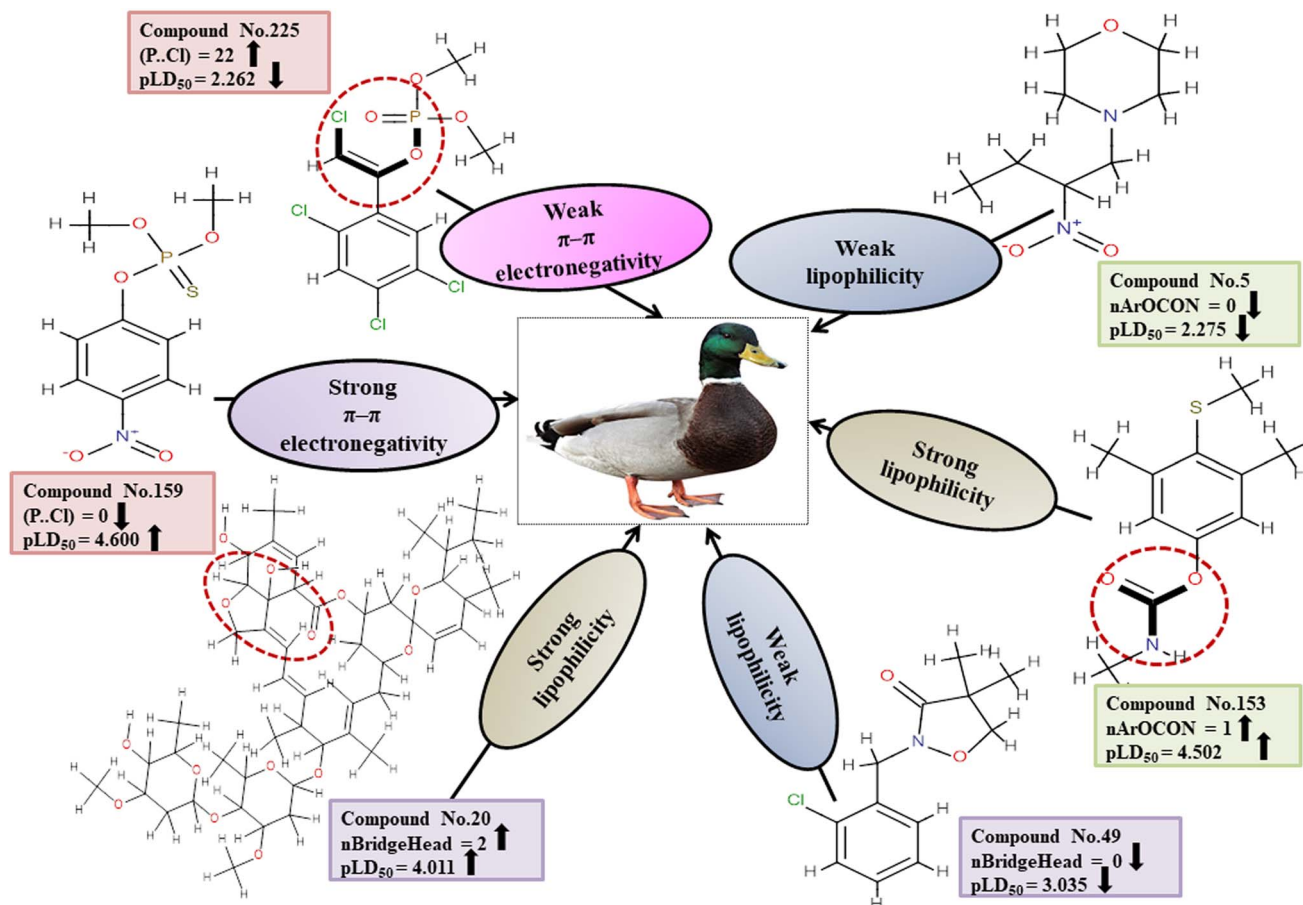 Compound No.225
(P..Cl) = 22
pLD50 = 2.262
Weak
π–π
electronegativity
Weak
lipophilicity
Compound No.5
nArOCON = 0
pLD50 = 2.275
Strong
π–π
electronegativity
Strong
lipophilicity
Compound No.159
(P..Cl) = 0
pLD50 = 4.600
Strong
lipophilicity
Weak
lipophilicity
Compound No.153
nArOCON = 1
pLD50 = 4.502
Compound No.20
nBridgeHead = 2
pLD50 = 4.011
Compound No.49
nBridgeHead = 0
pLD50 = 3.035